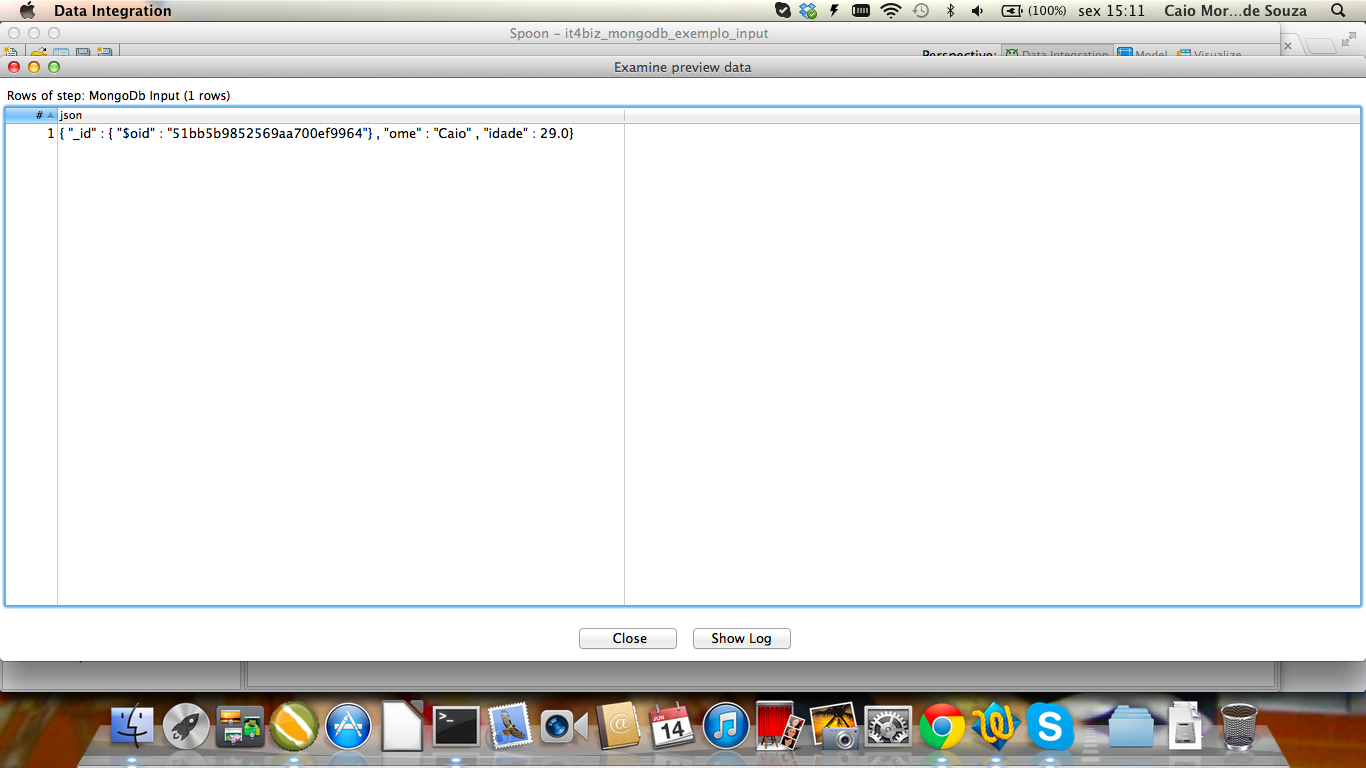 Data Integration (100%) sex 15:11 Caio Mor...de Souza
Spoon – it4biz_mongodb_exemplo_input
Perspective: Data Integration Model Visualize
Examine preview data
Rows of step: MongoDb Input (1 rows)
# json
1 { "_id" : { "$oid" : "51bb5b9852569aa700ef9964"} , "ome" : "Caio" , "idade" : 29.0}
Close Show Log
>_ @ JUN 14